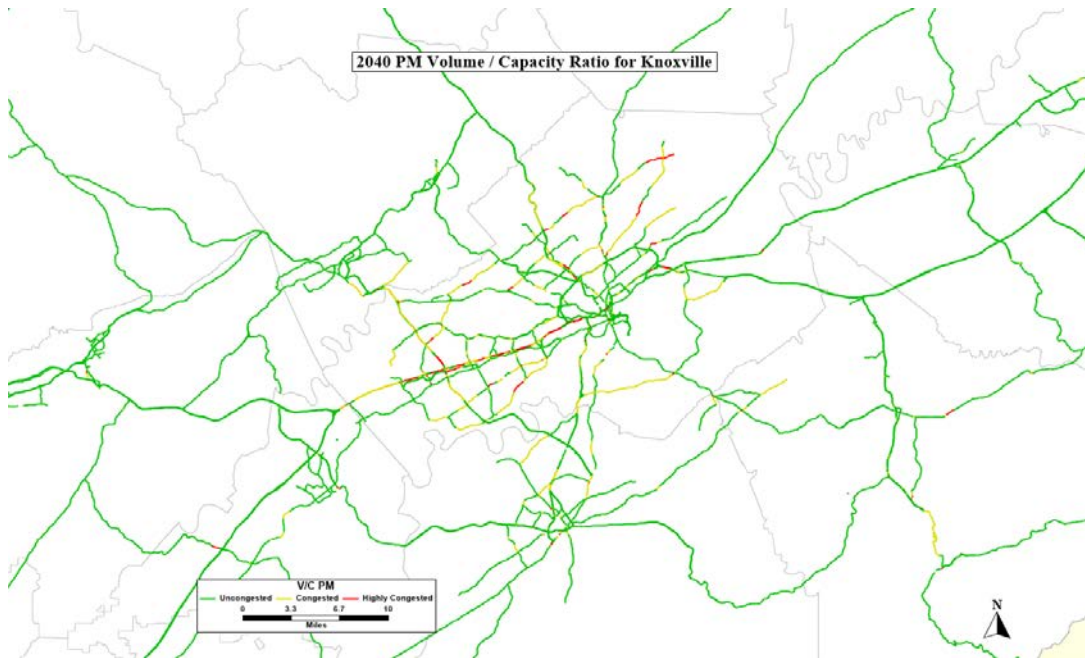 2040 PM Volume / Capacity Ratio for Knoxville
V/C PM
Uncongested Congested Highly Congested
0 3.3 6.7 10
Miles
N